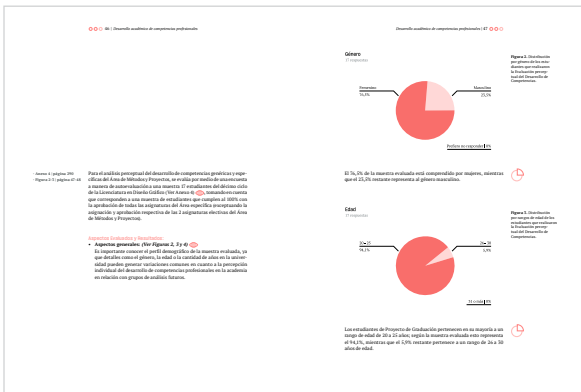 86 | Desarrollo académico de competencias profesionales
- Anexo 4 / página 299
- Figura 2-3 / página 47-48
Para el análisis perceptual del desarrollo de competencias genéricas y espe-
cíficas del Área de Métodos y Proyectos, se evalúa por medio de una encuesta
a manera de autoevaluación a una muestra 17 estudiantes del décimo ciclo
de la Licenciatura en Diseño Gráfico (Ver Anexo 4), tomando en cuenta
que corresponden a una muestra de estudiantes que cumplen al 100% con
la aprobación de todas las asignaturas del Área específica (exceptuando la
asignación y aprobación respectiva de las 2 asignaturas electivas del Área
de Métodos y Proyectos).
Aspectos Evaluados y Resultados:
• Aspectos generales: (Ver Figuras 2, 3 y 4)
Es importante conocer el perfil demográfico de la muestra evaluada, ya
que detalles como el género, la edad o la cantidad de años en la univer-
sidad pueden generar variaciones comunes en cuanto a la percepción
individual del desarrollo de competencias profesionales en la academia
en relación con grupos de análisis futuros.
Desarrollo académico de competencias profesionales | 47
Género
17 respuestas
Femenino
76,5%
Masculino
23,5%
Prefiero no responder | 0%
Figura 2. Distribución
por género de los estu-
diantes que realizaron
la Evaluación percep-
tual del Desarrollo de
Competencias.
El 76,5% de la muestra evaluada está comprendido por mujeres, mientras
que el 23,5% restante representa al género masculino.
Edad
17 respuestas
20-25
94,1%
26-30
5,9%
31 o más | 0%
Figura 3. Distribución
por rango de edad de los
estudiantes que realizaron
la Evaluación percep-
tual del Desarrollo de
Competencias.
Los estudiantes de Proyecto de Graduación pertenecen en su mayoría a un
rango de edad de 20 a 25 años; según la muestra evaluada esto representa
el 94,1%, mientras que el 5,9% restante pertenece a un rango de 26 a 30
años de edad.